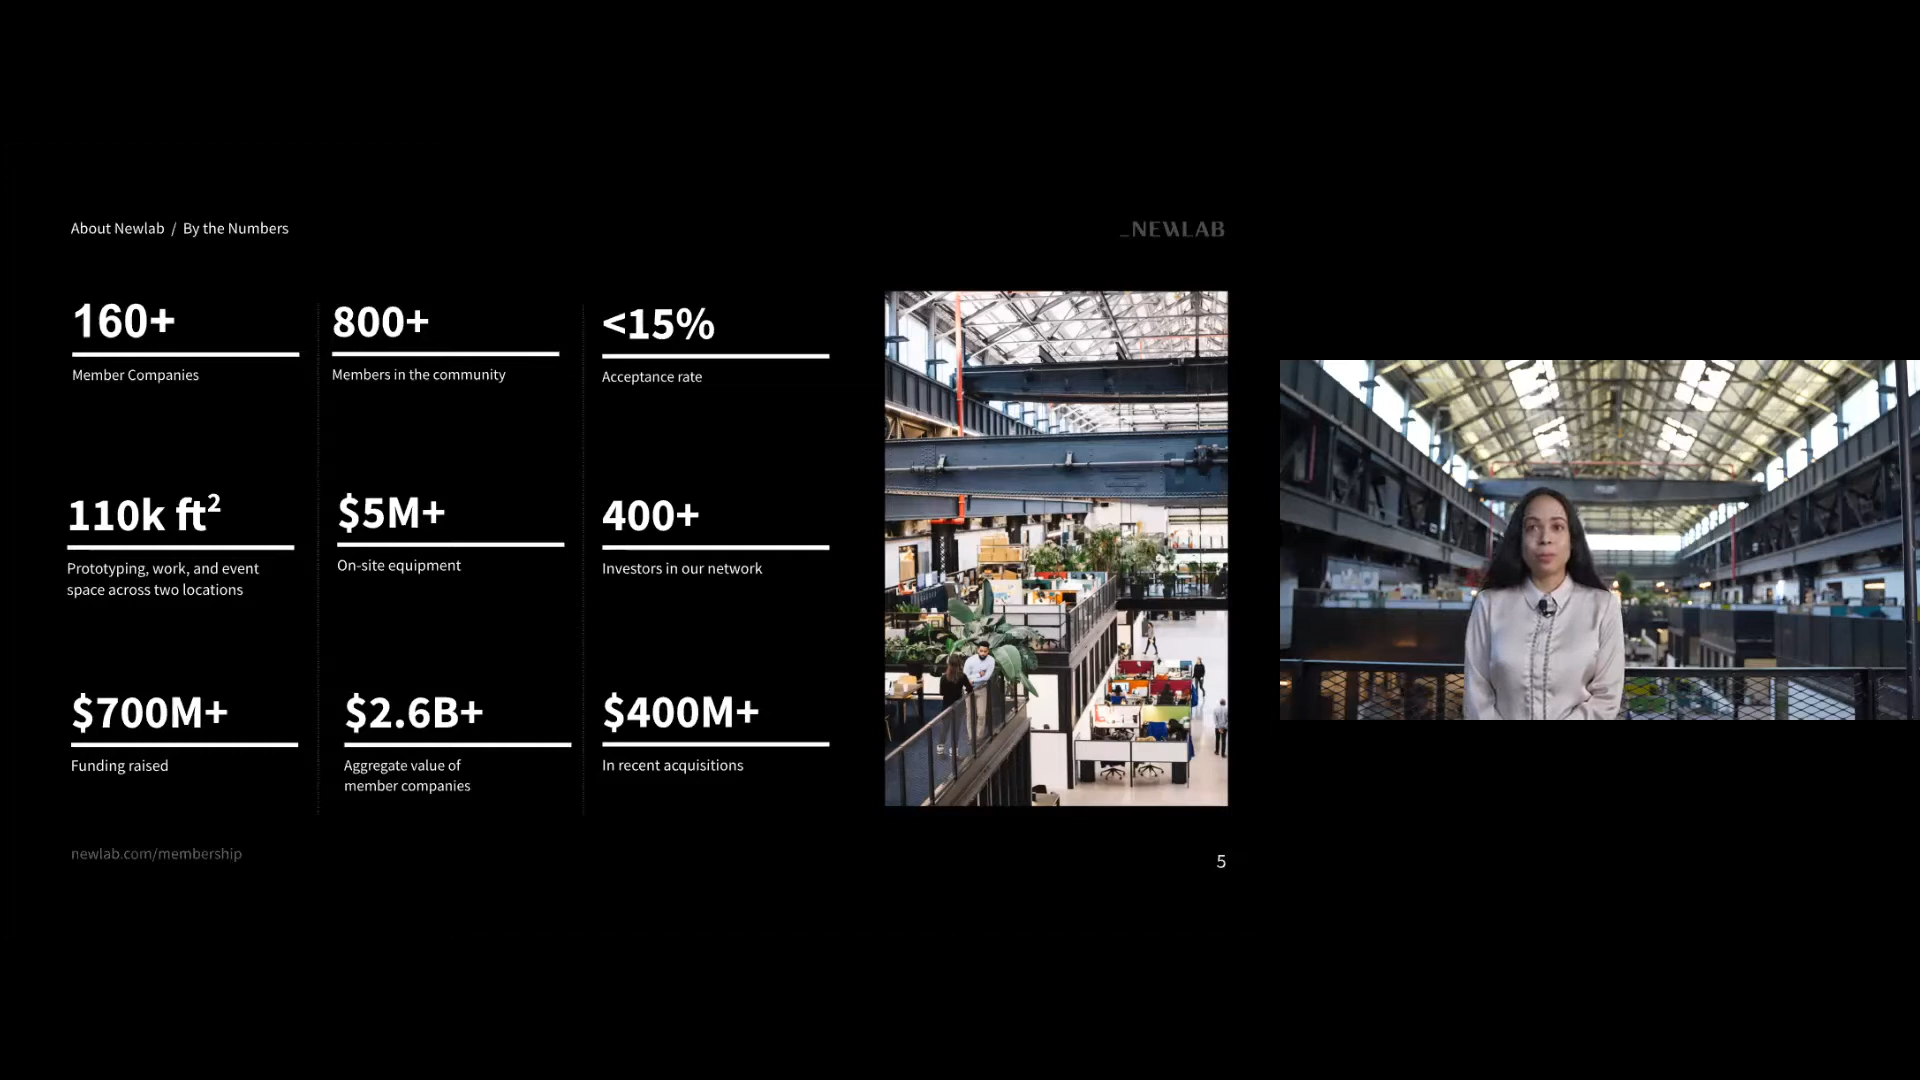 About Newlab / By the Numbers
_NEWLAB
160+
Member Companies
800+
Members in the community
<15%
Acceptance rate
110k ft²
Prototyping, work, and event
space across two locations
$5M+
On-site equipment
400+
Investors in our network
$700M+
Funding raised
$2.6B+
Aggregate value of
member companies
$400M+
In recent acquisitions
newlab.com/membership
5